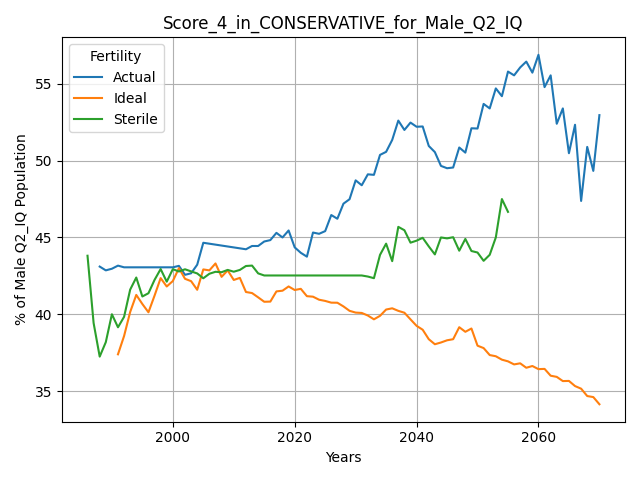 Score_4_in_CONSERVATIVE_for_Male_Q2_IQ
Fertility
Actual
Ideal
Sterile
% of Male Q2_IQ Population
55
50
45
40
35
2000
2020
2040
2060
Years